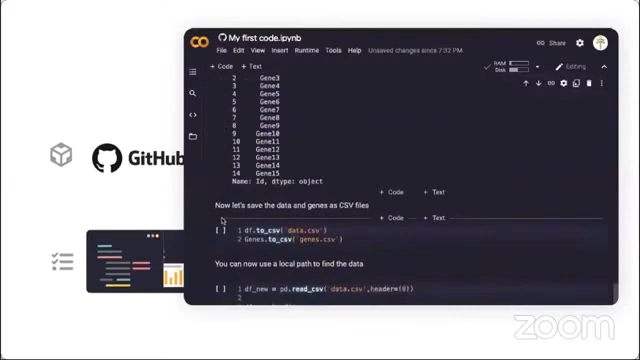 My first code.ipynb
File Edit View Insert Runtime Tools Help Unsaved changes since 7:32 PM
Share
+ Code + Text
RAM
Disk
Editing
2 Gene3
3 Gene4
4 Gene5
5 Gene6
6 Gene7
7 Gene8
8 Gene9
9 Gene10
10 Gene11
11 Gene12
12 Gene13
13 Gene14
14 Gene15
Name: Id, dtype: object
+ Code + Text
Now let's save the data and genes as CSV files
+ Code + Text
[ ] 1 df.to_csv('data.csv')
2 Genes.to_csv('genes.csv')
You can now use a local path to find the data
[ ] 1 df_new = pd.read_csv('data.csv',header=(0))
2
GitHub
zoom